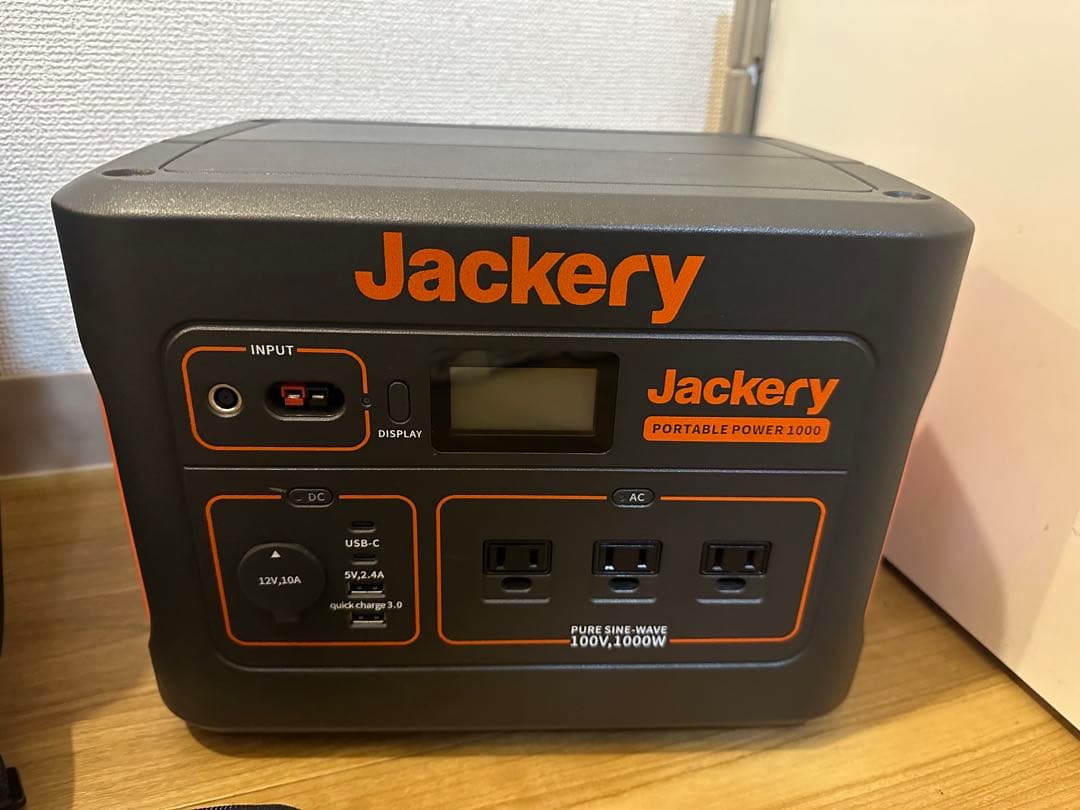 Jackery
INPUT
DISPLAY
Jackery
PORTABLE POWER 1000
DC
12V,10A
USB-C
5V,2.4A
quick charge 3.0
AC
PURE SINE-WAVE
100V,1000W